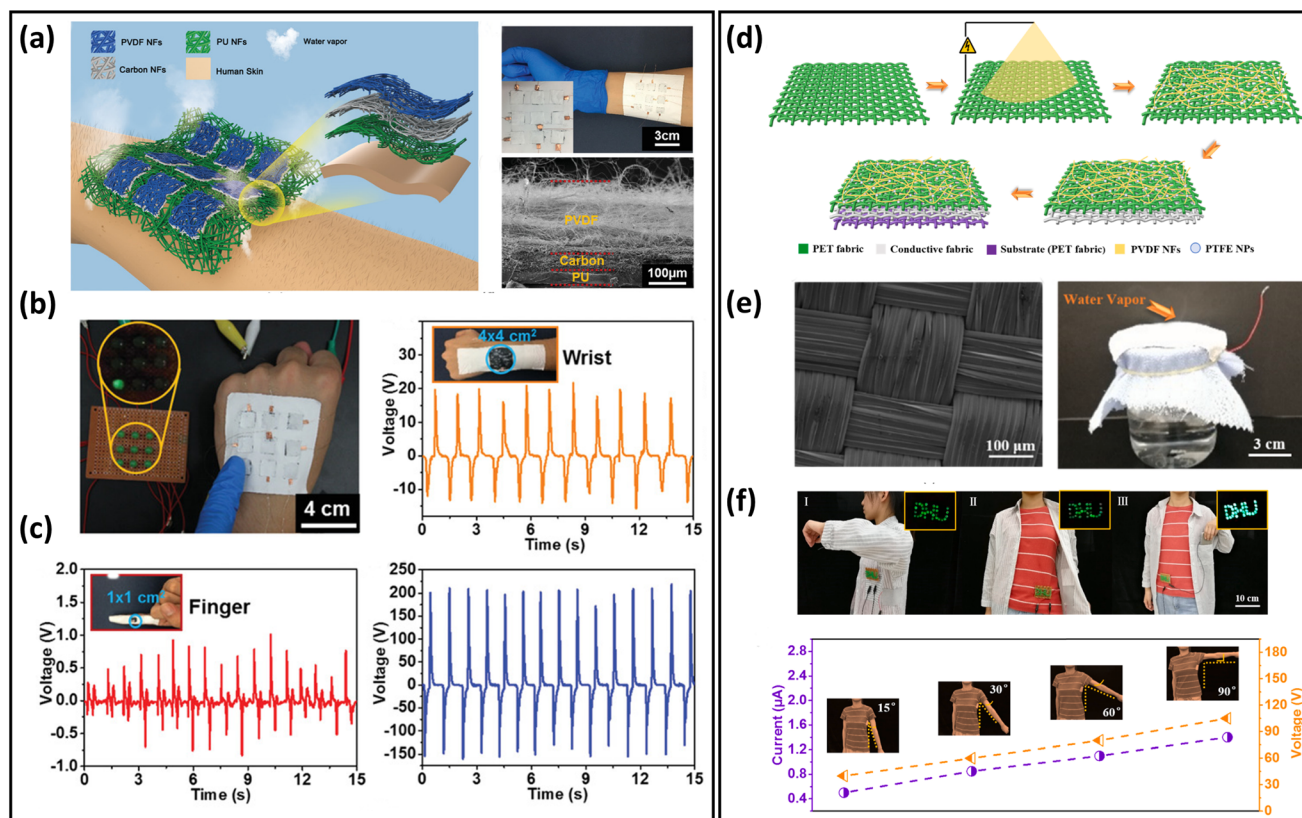 (a)
PVDF NFs
PU NFs
Water vapor
Carbon NFs
Human Skin
3cm
PVDF
Carbon
PU
100μm
(b)
4 cm
4x4 cm²
Wrist
Voltage (V)
30
20
10
0
-10
0 3 6 9 12 15
Time (s)
(c)
1x1 cm²
Finger
Voltage (V)
2.0
1.5
1.0
0.5
0.0
-0.5
-1.0
0 3 6 9 12 15
Time (s)
Voltage (V)
250
200
150
100
50
0
-50
-100
-150
0 3 6 9 12 15
Time (s)
(d)
PET fabric
Conductive fabric
Substrate (PET fabric)
PVDF NFs
PTFE NPs
(e)
100 μm
Water Vapor
3 cm
(f)
I
DHU
II
DHU
III
DHU
10 cm
Current (μA)
2.8
2.4
2.0
1.6
1.2
0.8
0.4
15°
30°
60°
90°
180
150
120
90
60
30
0
Voltage (V)